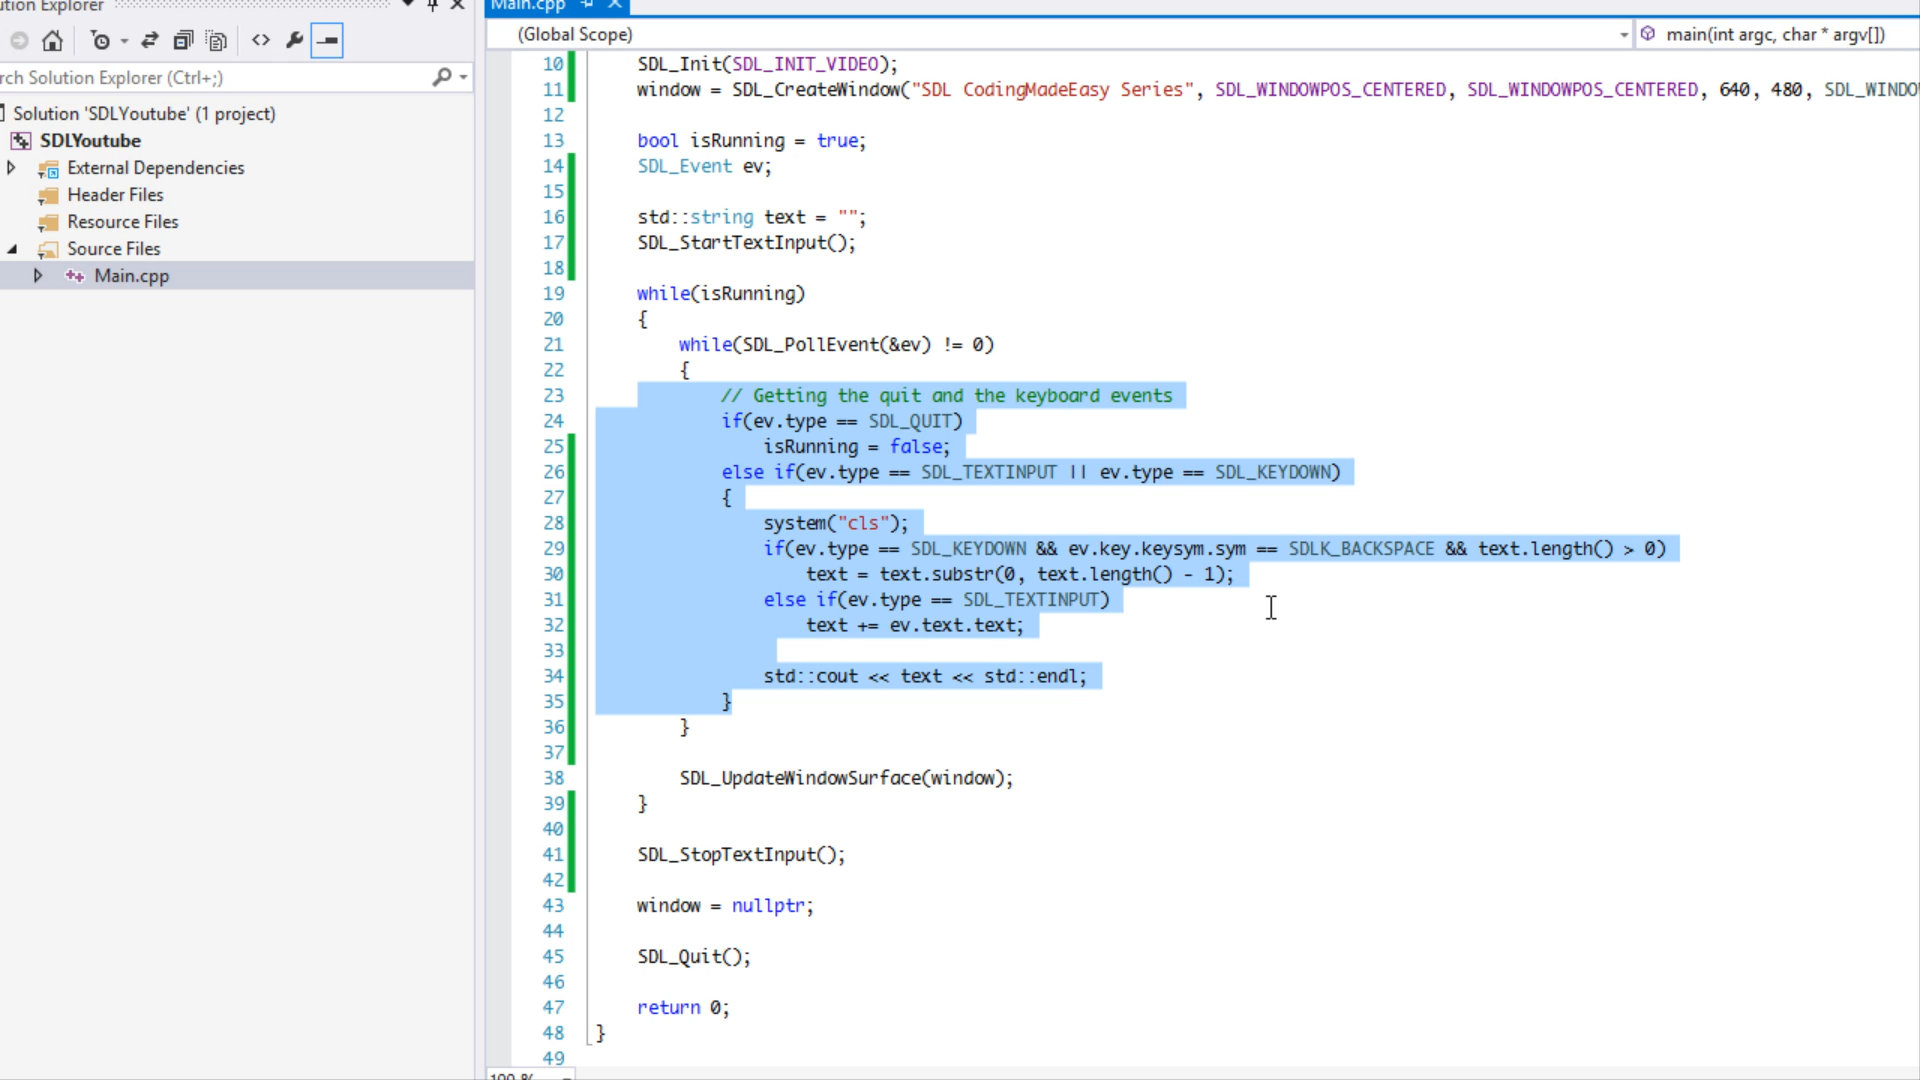 ution Explorer
rch Solution Explorer (Ctrl+;)
Solution 'SDLYoutube' (1 project)
SDLYoutube
External Dependencies
Header Files
Resource Files
Source Files
Main.cpp
Main.cpp
(Global Scope)
main(int argc, char * argv[])
10 SDL_Init(SDL_INIT_VIDEO);
11 window = SDL_CreateWindow("SDL CodingMadeEasy Series", SDL_WINDOWPOS_CENTERED, SDL_WINDOWPOS_CENTERED, 640, 480, SDL_WINDO
12
13 bool isRunning = true;
14 SDL_Event ev;
15
16 std::string text = "";
17 SDL_StartTextInput();
18
19 while(isRunning)
20 {
21 while(SDL_PollEvent(&ev) != 0)
22 {
23 // Getting the quit and the keyboard events
24 if(ev.type == SDL_QUIT)
25 isRunning = false;
26 else if(ev.type == SDL_TEXTINPUT || ev.type == SDL_KEYDOWN)
27 {
28 system("cls");
29 if(ev.type == SDL_KEYDOWN && ev.key.keysym.sym == SDLK_BACKSPACE && text.length() > 0)
30 text = text.substr(0, text.length() - 1);
31 else if(ev.type == SDL_TEXTINPUT)
32 text += ev.text.text;
33
34 std::cout << text << std::endl;
35 }
36 }
37
38 SDL_UpdateWindowSurface(window);
39 }
40
41 SDL_StopTextInput();
42
43 window = nullptr;
44
45 SDL_Quit();
46
47 return 0;
48 }
49
100 %